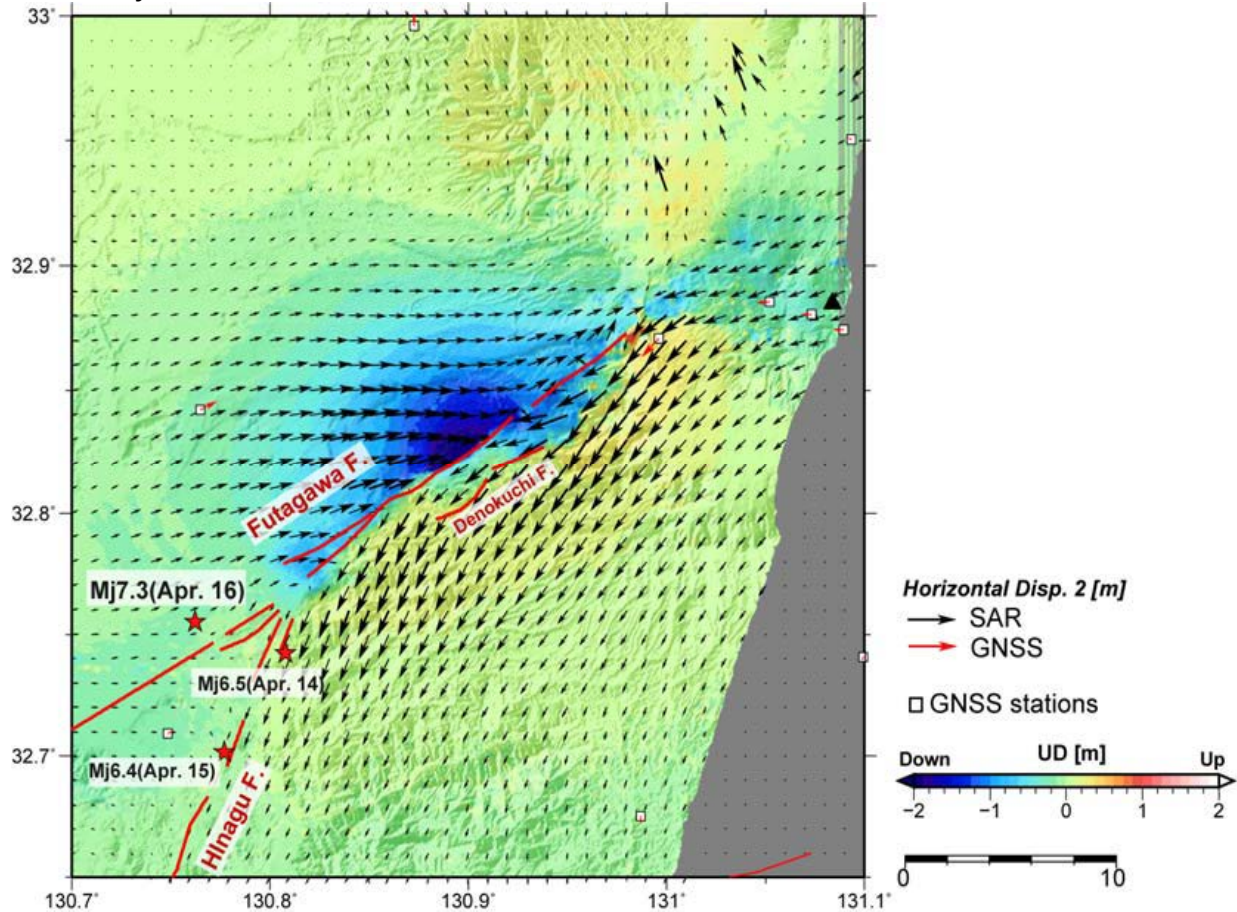 33°
32.9°
32.8°
32.7°
130.7°
130.8°
130.9°
131°
131.1°
Futagawa F.
Denokuchi F.
Mj7.3(Apr. 16)
Mj6.5(Apr. 14)
Mj6.4(Apr. 15)
HInagu F.
Horizontal Disp. 2 [m]
SAR
GNSS
GNSS stations
Down UD [m] Up
−2 −1 0 1 2
0 10